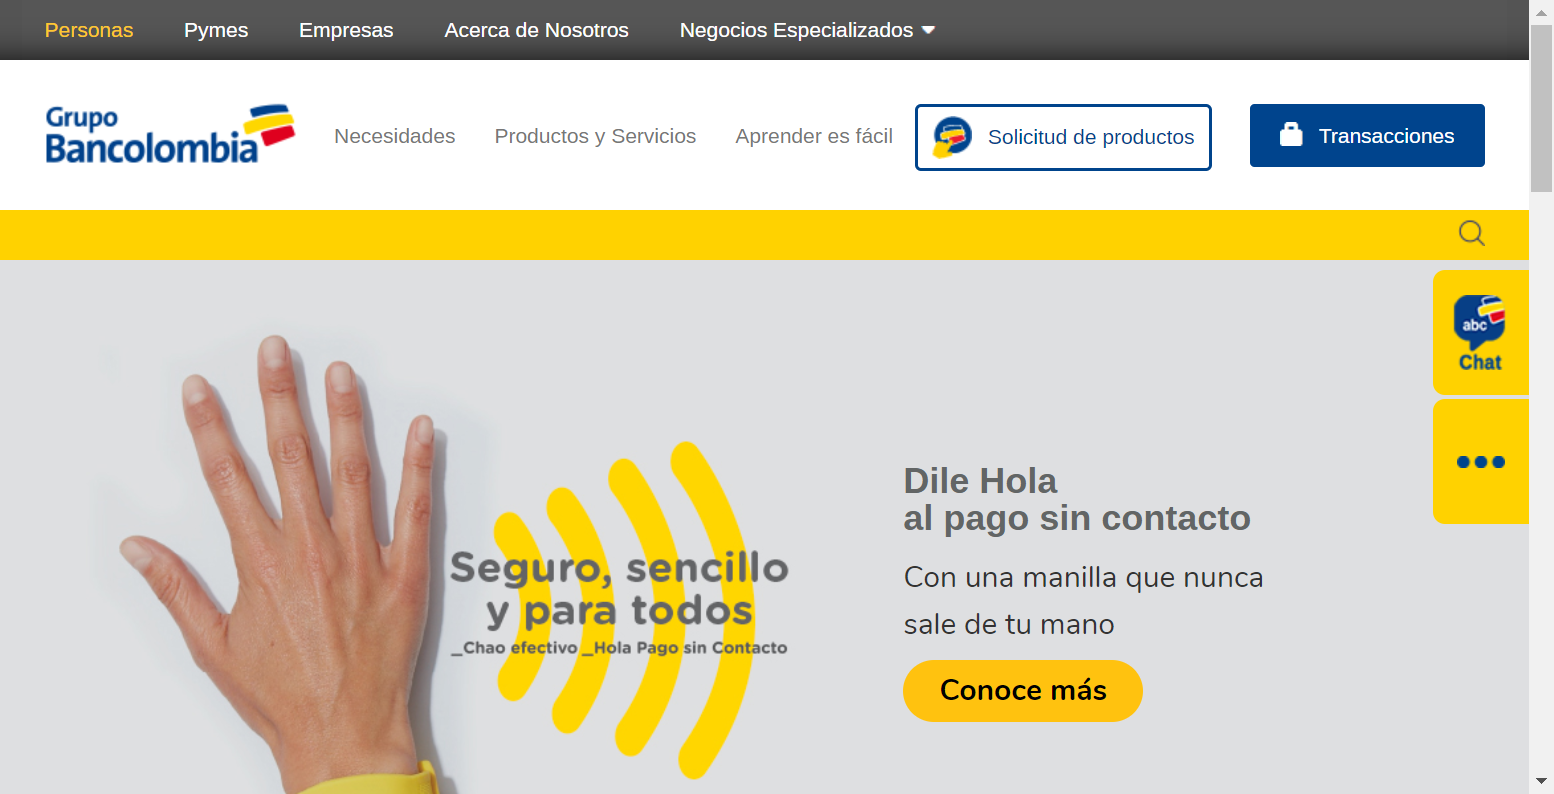 Personas Pymes Empresas Acerca de Nosotros Negocios Especializados
Grupo
Bancolombia
Necesidades Productos y Servicios Aprender es fácil Solicitud de productos Transacciones
abc
Chat
Seguro, sencillo
y para todos
_Chao efectivo _Hola Pago sin Contacto
Dile Hola
al pago sin contacto
Con una manilla que nunca
sale de tu mano
Conoce más